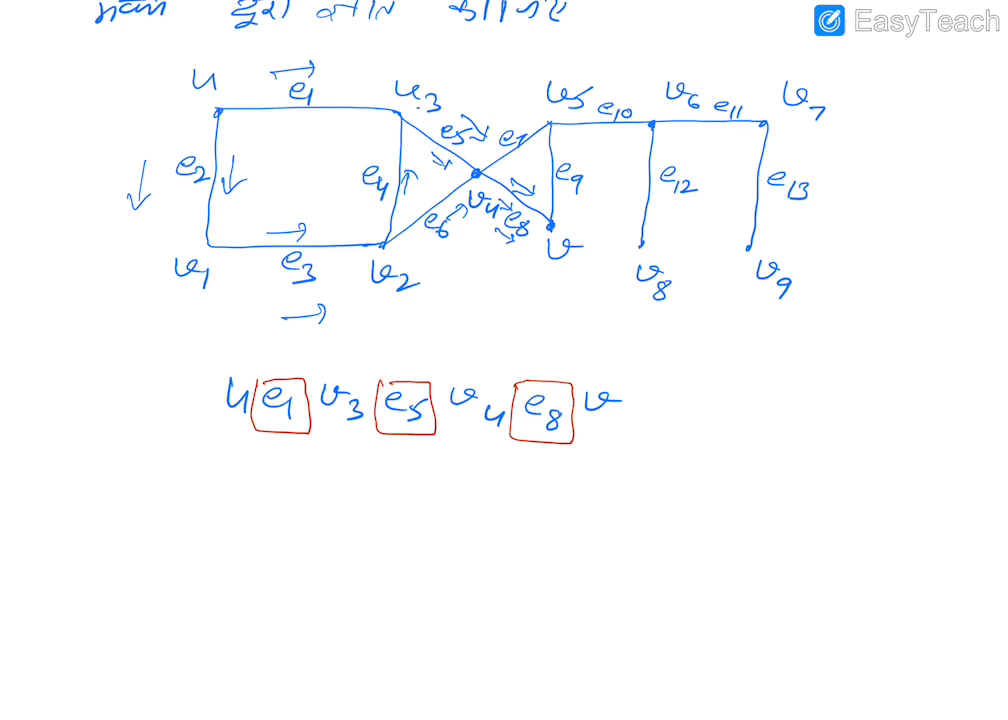 EasyTeach
u e1 v3 v5 e10 v6 e11 v7
e5 e7
e2 e4 e9 e12 e13
v4
e6 e8
v1 e3 v2 v v8 v9
u e1 v3 e5 v4 e8 v